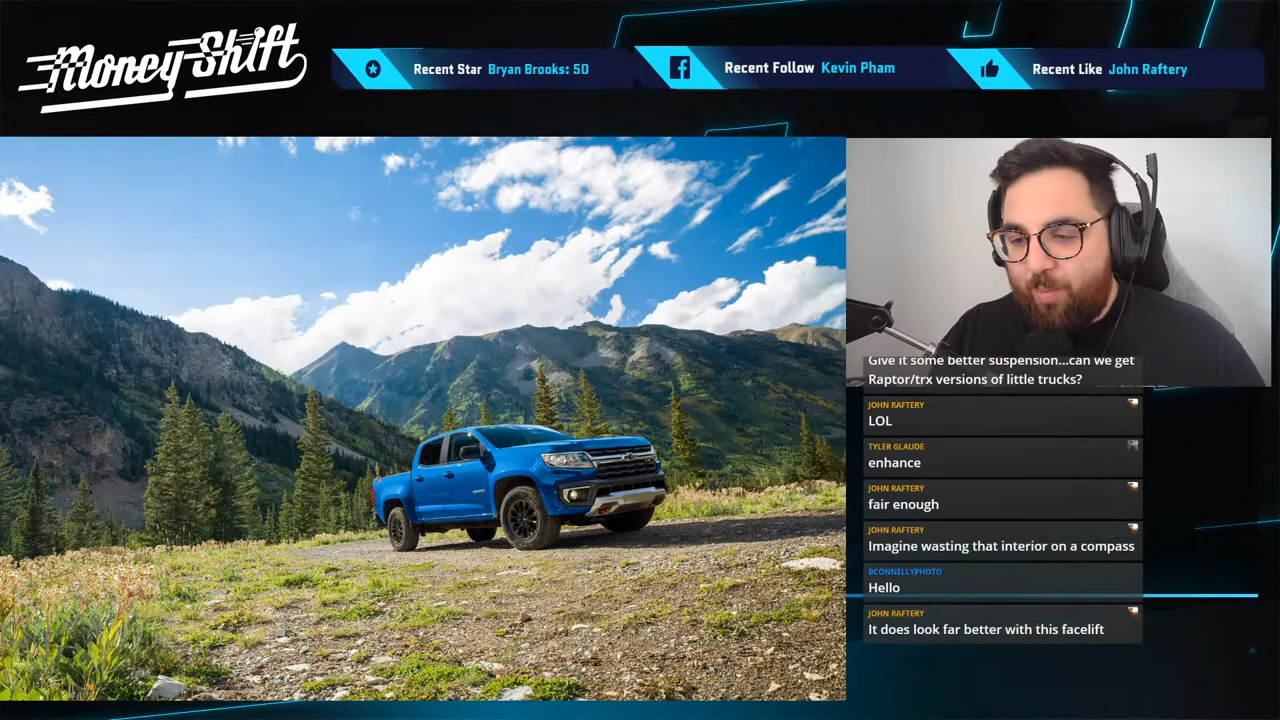 Money Shift
Recent Star Bryan Brooks: 50
Recent Follow Kevin Pham
Recent Like John Raftery
Give it some better suspension...can we get
Raptor/trx versions of little trucks?
JOHN RAFTERY
LOL
TYLER GLAUDE
enhance
JOHN RAFTERY
fair enough
JOHN RAFTERY
Imagine wasting that interior on a compass
BCONNELLYPHOTO
Hello
JOHN RAFTERY
It does look far better with this facelift